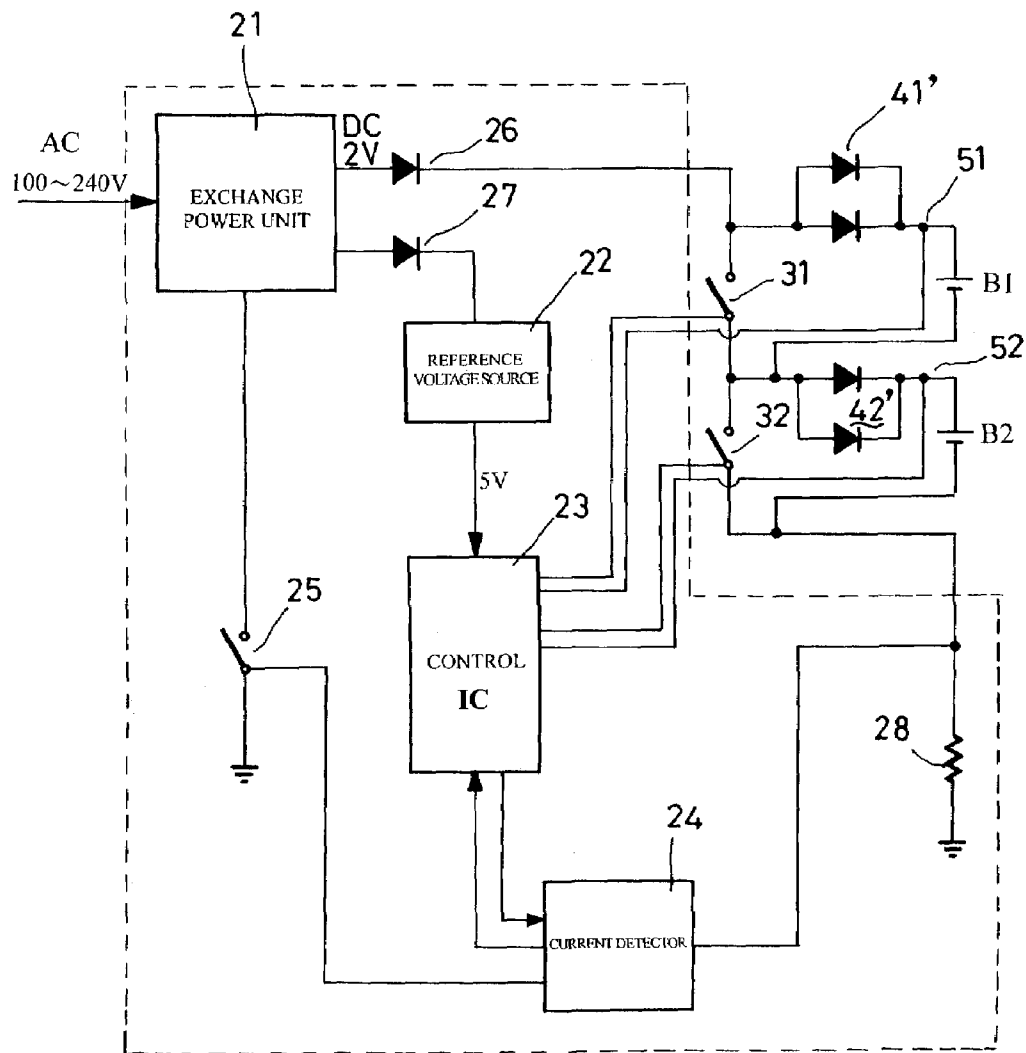 21
41'
AC
100~240V
DC
2V
26
51
EXCHANGE
POWER UNIT
27
22
31
B1
REFERENCE
VOLTAGE SOURCE
52
42'
32
B2
5V
23
25
CONTROL
IC
28
24
CURRENT DETECTOR